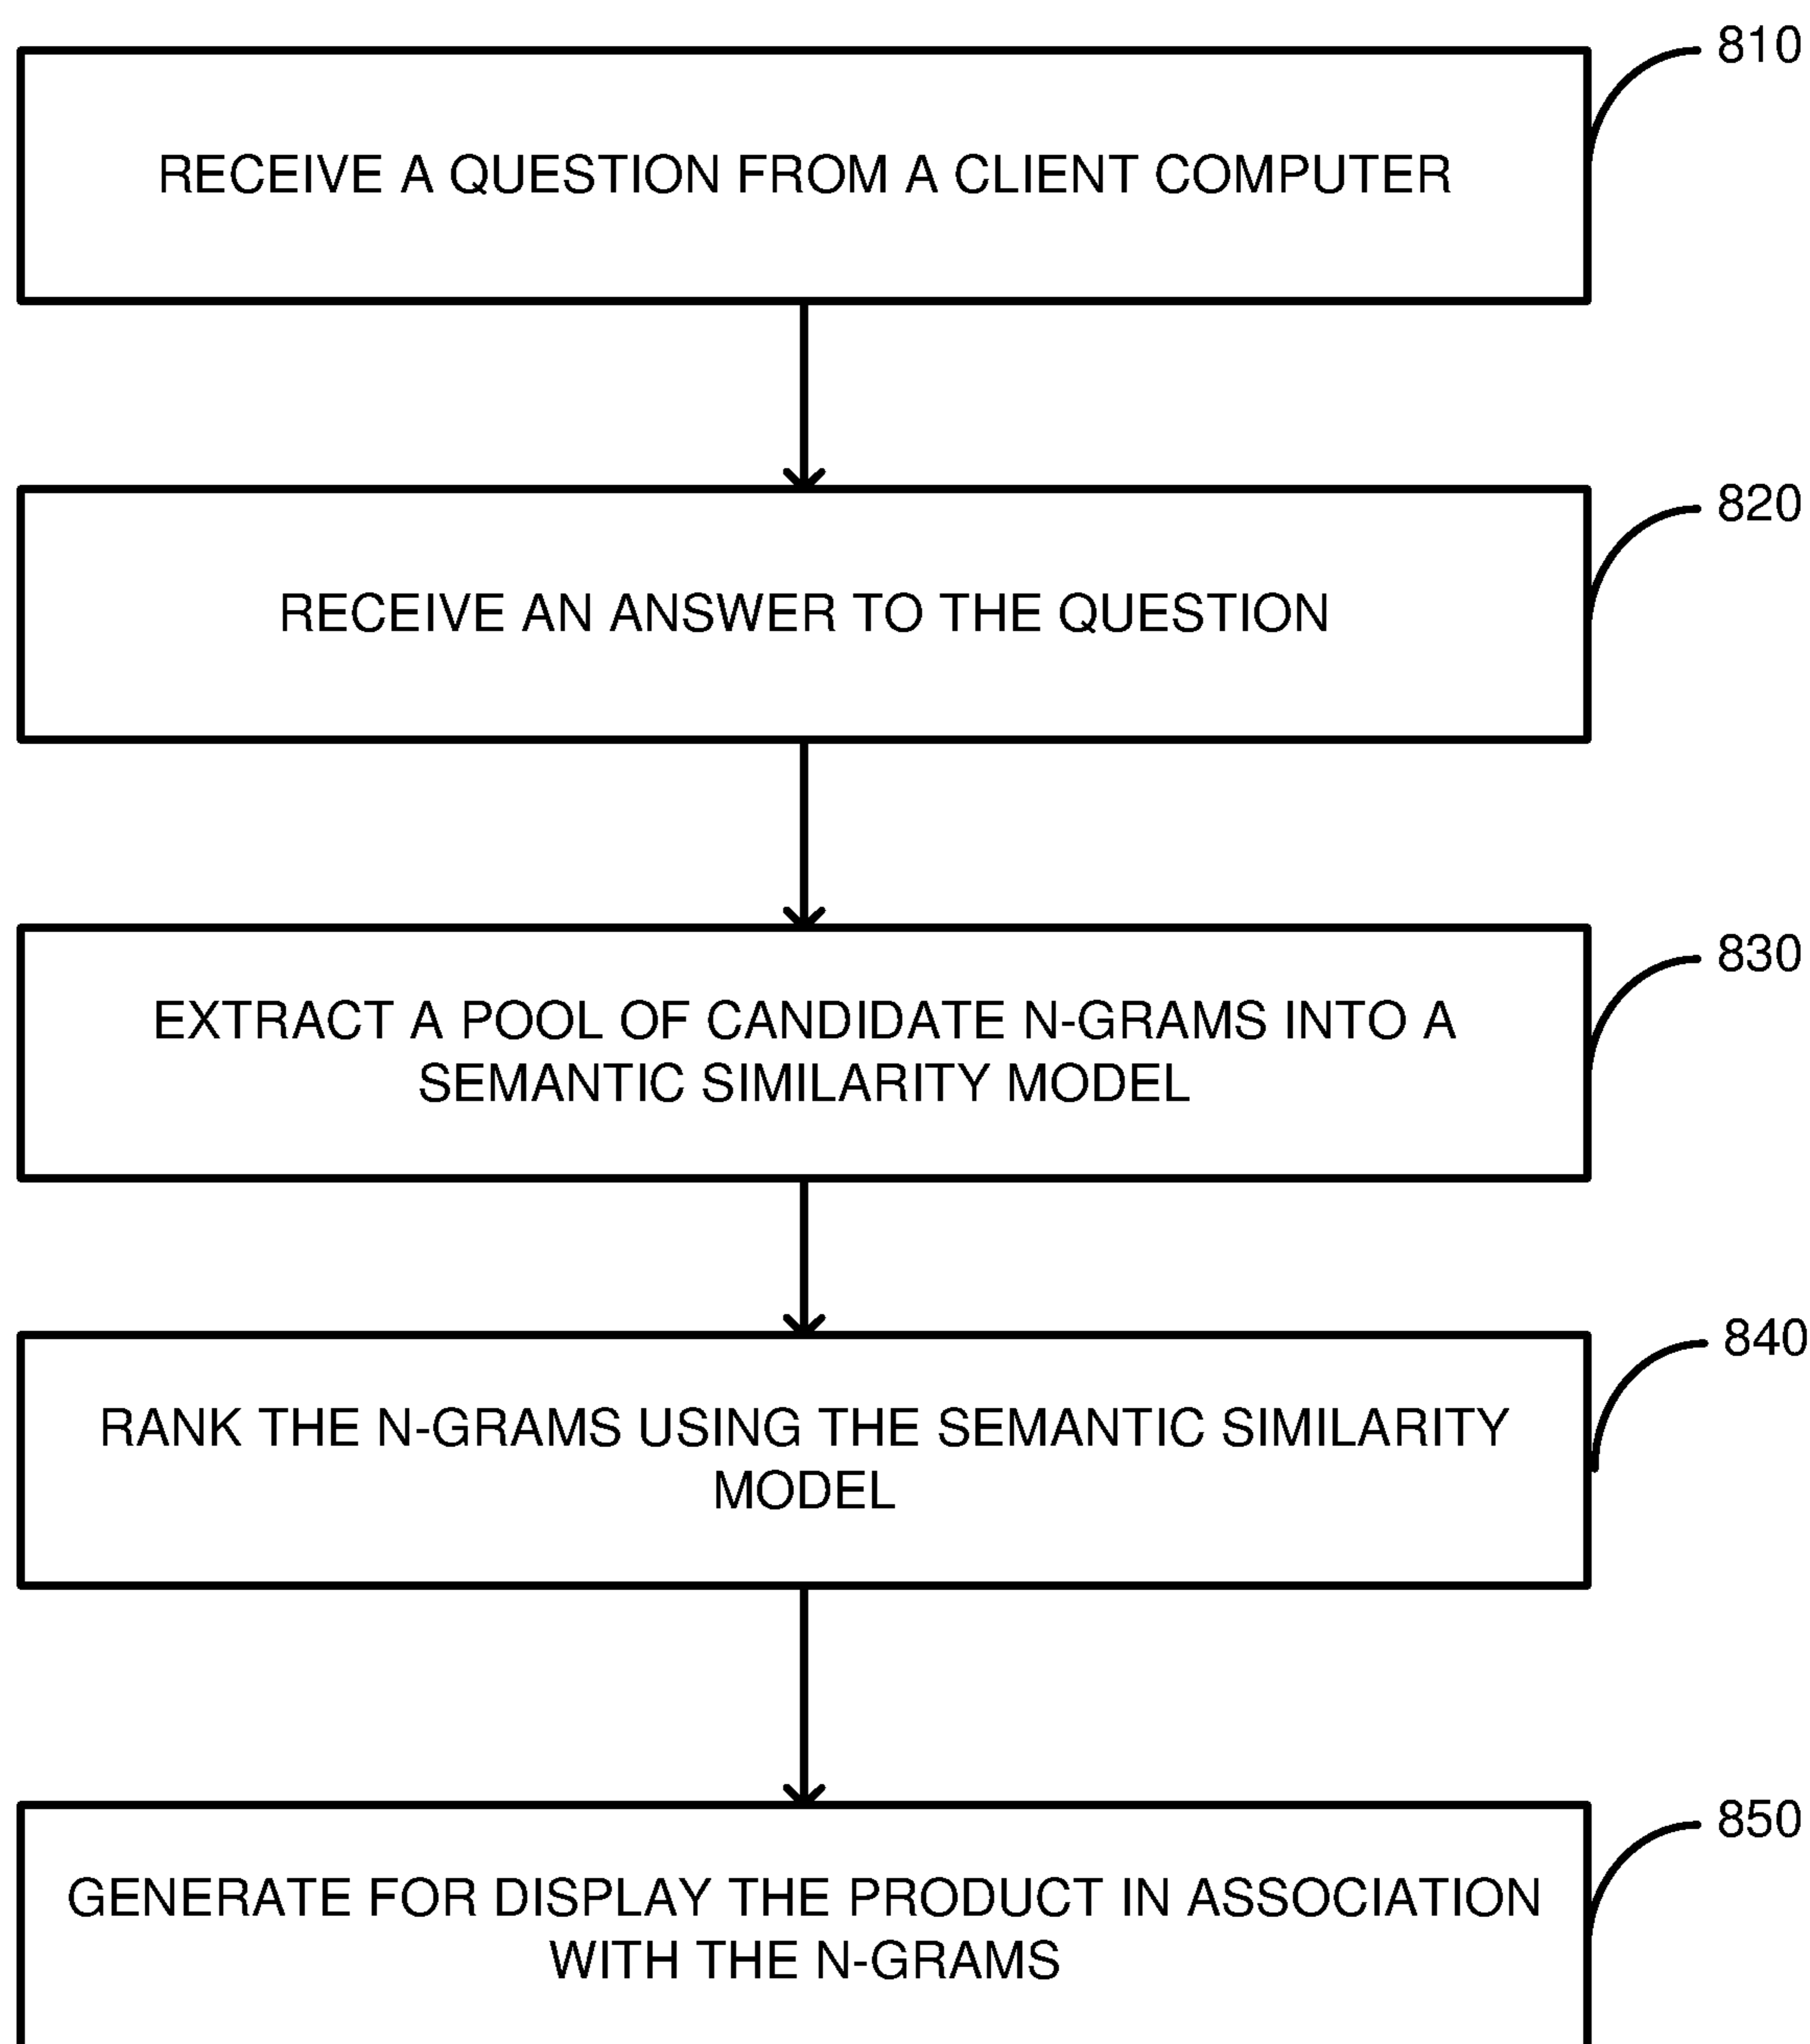 810
RECEIVE A QUESTION FROM A CLIENT COMPUTER
820
RECEIVE AN ANSWER TO THE QUESTION
830
EXTRACT A POOL OF CANDIDATE N-GRAMS INTO A
SEMANTIC SIMILARITY MODEL
840
RANK THE N-GRAMS USING THE SEMANTIC SIMILARITY
MODEL
850
GENERATE FOR DISPLAY THE PRODUCT IN ASSOCIATION
WITH THE N-GRAMS